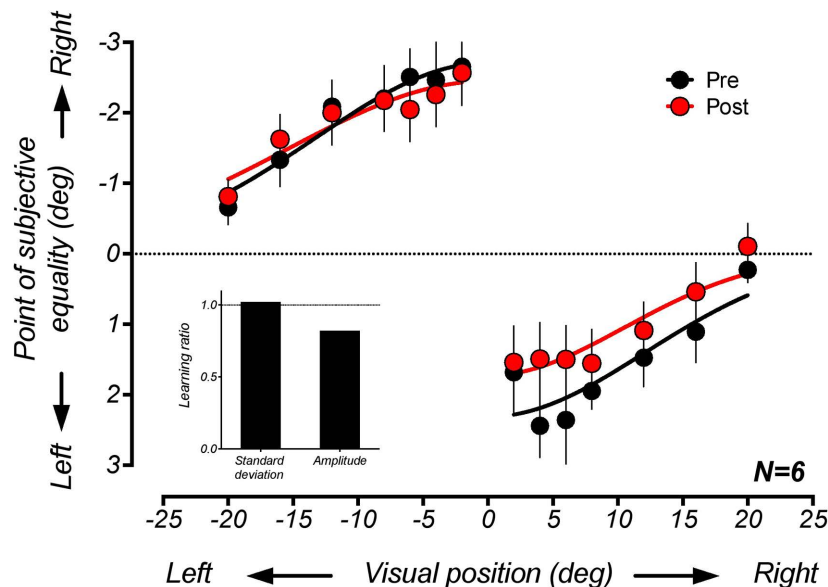 Point of subjective
equality (deg)
Left
Right
-3
-2
-1
0
1
2
3
Pre
Post
Learning ratio
1.0
0.5
0.0
Standard
deviation
Amplitude
N=6
-25
-20
-15
-10
-5
0
5
10
15
20
25
Left
Visual position (deg)
Right